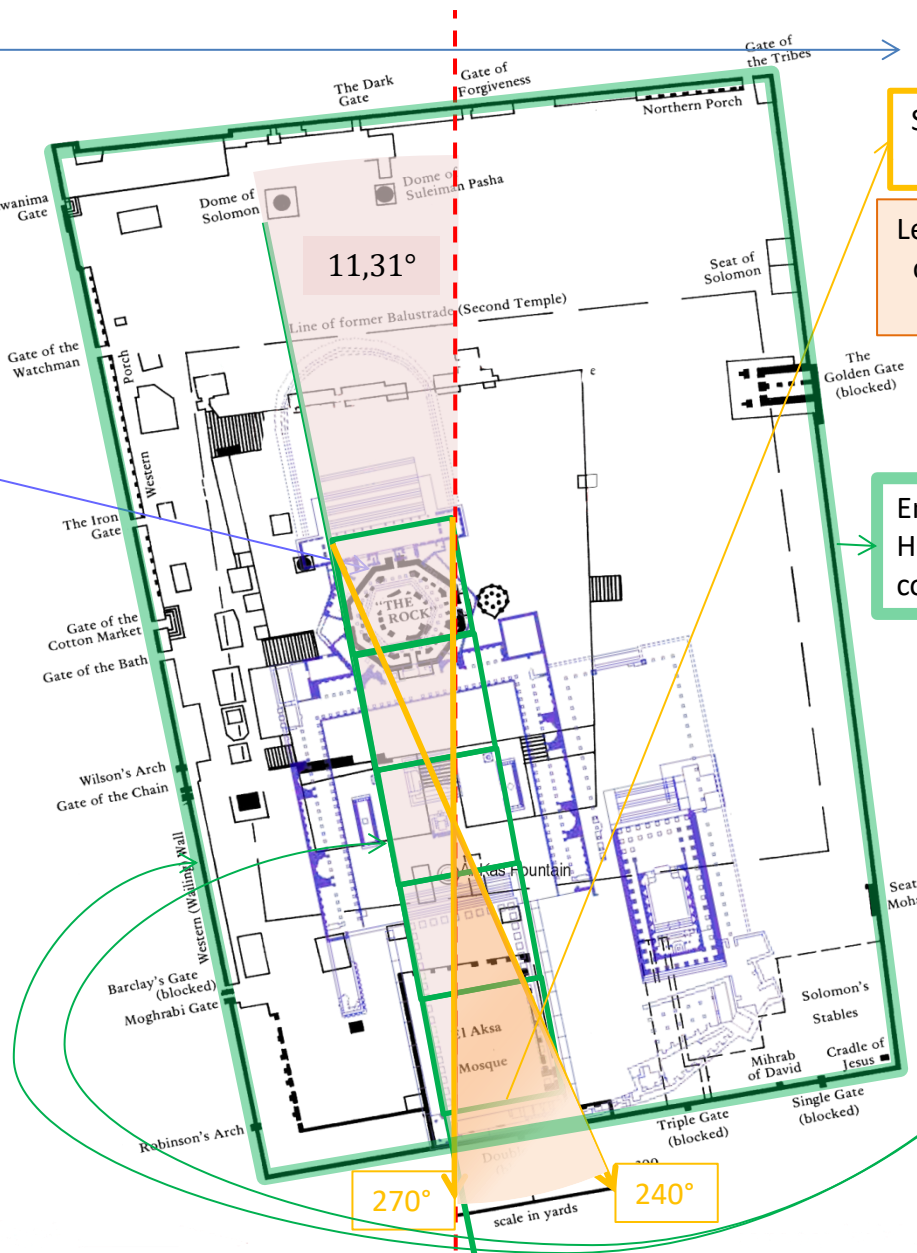 Gate of
the Tribes
Gate of
Forgiveness
The Dark
Gate
Northern Porch
Dome of
Suleiman Pasha
Dome of
Solomon
Gate
11,31°
Seat of
Solomon
Line of former Balustrade (Second Temple)
Gate of the
Watchman
Porch
Western
The
Golden Gate
(blocked)
e
The Iron
Gate
"THE
ROCK"
Gate of the
Cotton Market
Gate of the Bath
Wilson's Arch
Gate of the Chain
Kas Fountain
Western (Wailing) Wall
Seat
Barclay's Gate
(blocked)
Moghrabi Gate
El Aksa
Mosque
Solomon's
Stables
Mihrab
of David
Cradle of
Jesus
Single Gate
(blocked)
Triple Gate
(blocked)
Robinson's Arch
270°
240°
scale in yards